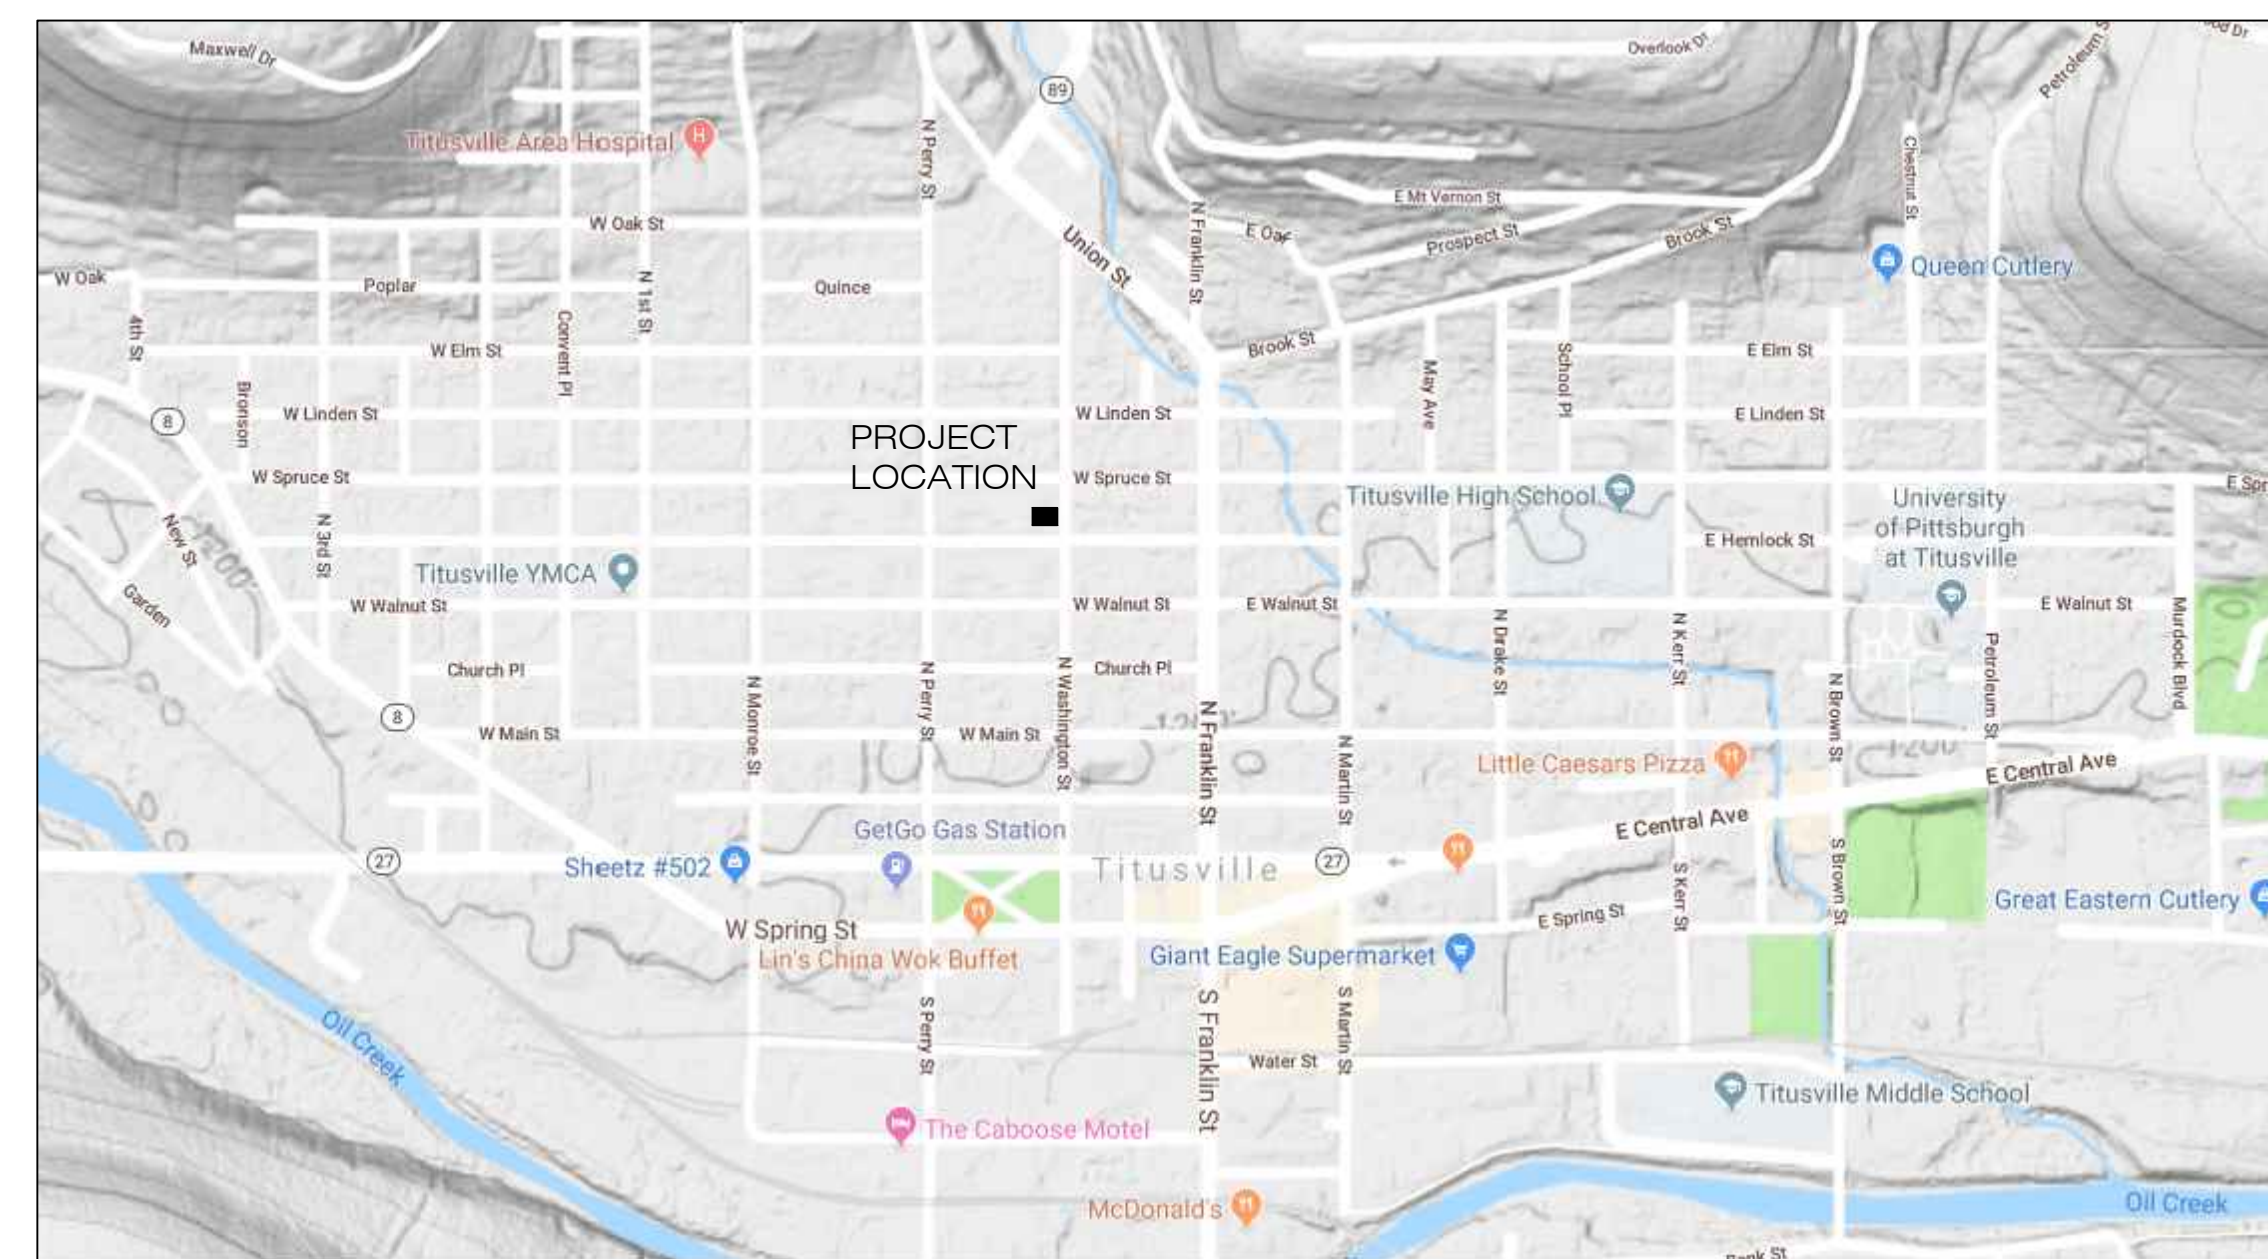 Maxwell Dr
Overlook Dr
Petroleum S
od Dr
89
Titusville Area Hospital
H
N Perry St
Chestnut St
E Mt Vernon St
W Oak St
N Franklin St
E Oak
Prospect St
Brook St
Union St
Queen Cutlery
W Oak
Poplar
N 1st St
Quince
4th St
Convent Pl
W Elm St
Brook St
School Pl
E Elm St
May Ave
Bronson
8
W Linden St
W Linden St
E Linden St
PROJECT
LOCATION
W Spruce St
W Spruce St
E Spr
Titusville High School
University
of Pittsburgh
at Titusville
N 3rd St
New St
1200'
E Hemlock St
Titusville YMCA
Garden
W Walnut St
W Walnut St
E Walnut St
E Walnut St
Murdock Blvd
N Drake St
N Kerr St
Petroleum St
Church Pl
Church Pl
N Monroe St
N Perry St
N Washington St
N Brown St
8
W Main St
W Main St
N Franklin St
N Martin St
1200
Little Caesars Pizza
E Central Ave
E Central Ave
GetGo Gas Station
27
Sheetz #502
Titusville
27
S Kerr St
S Brown St
Great Eastern Cutlery
W Spring St
E Spring St
Lin's China Wok Buffet
Giant Eagle Supermarket
Oil Creek
S Perry St
S Franklin St
S Martin St
Water St
Titusville Middle School
The Caboose Motel
McDonald's
Oil Creek